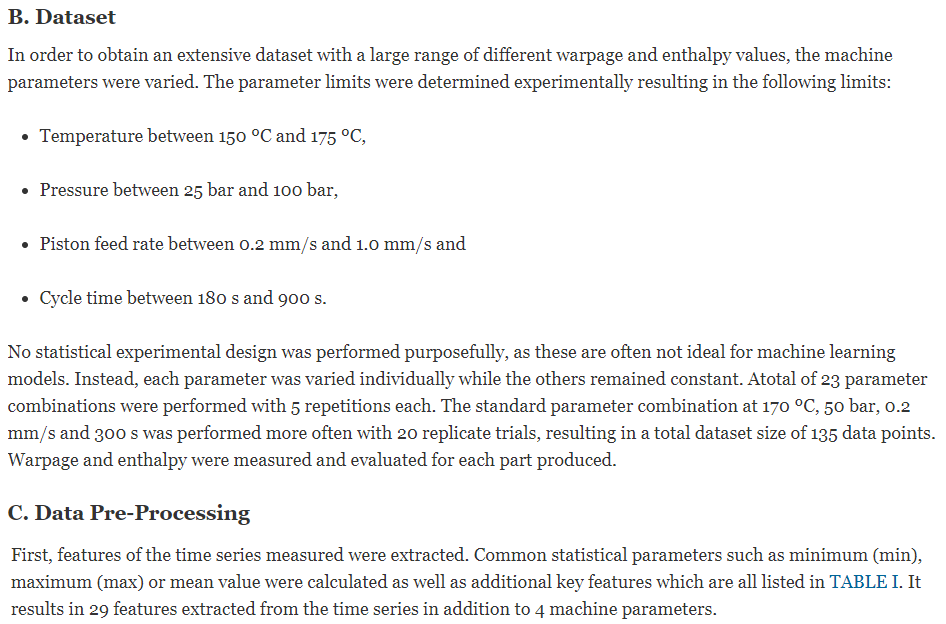 B. Dataset
In order to obtain an extensive dataset with a large range of different warpage and enthalpy values, the machine
parameters were varied. The parameter limits were determined experimentally resulting in the following limits:
• Temperature between 150 ºC and 175 ºC,
• Pressure between 25 bar and 100 bar,
• Piston feed rate between 0.2 mm/s and 1.0 mm/s and
• Cycle time between 180 s and 900 s.
No statistical experimental design was performed purposefully, as these are often not ideal for machine learning
models. Instead, each parameter was varied individually while the others remained constant. Atotal of 23 parameter
combinations were performed with 5 repetitions each. The standard parameter combination at 170 ºC, 50 bar, 0.2
mm/s and 300 s was performed more often with 20 replicate trials, resulting in a total dataset size of 135 data points.
Warpage and enthalpy were measured and evaluated for each part produced.
C. Data Pre-Processing
First, features of the time series measured were extracted. Common statistical parameters such as minimum (min),
maximum (max) or mean value were calculated as well as additional key features which are all listed in TABLE I. It
results in 29 features extracted from the time series in addition to 4 machine parameters.